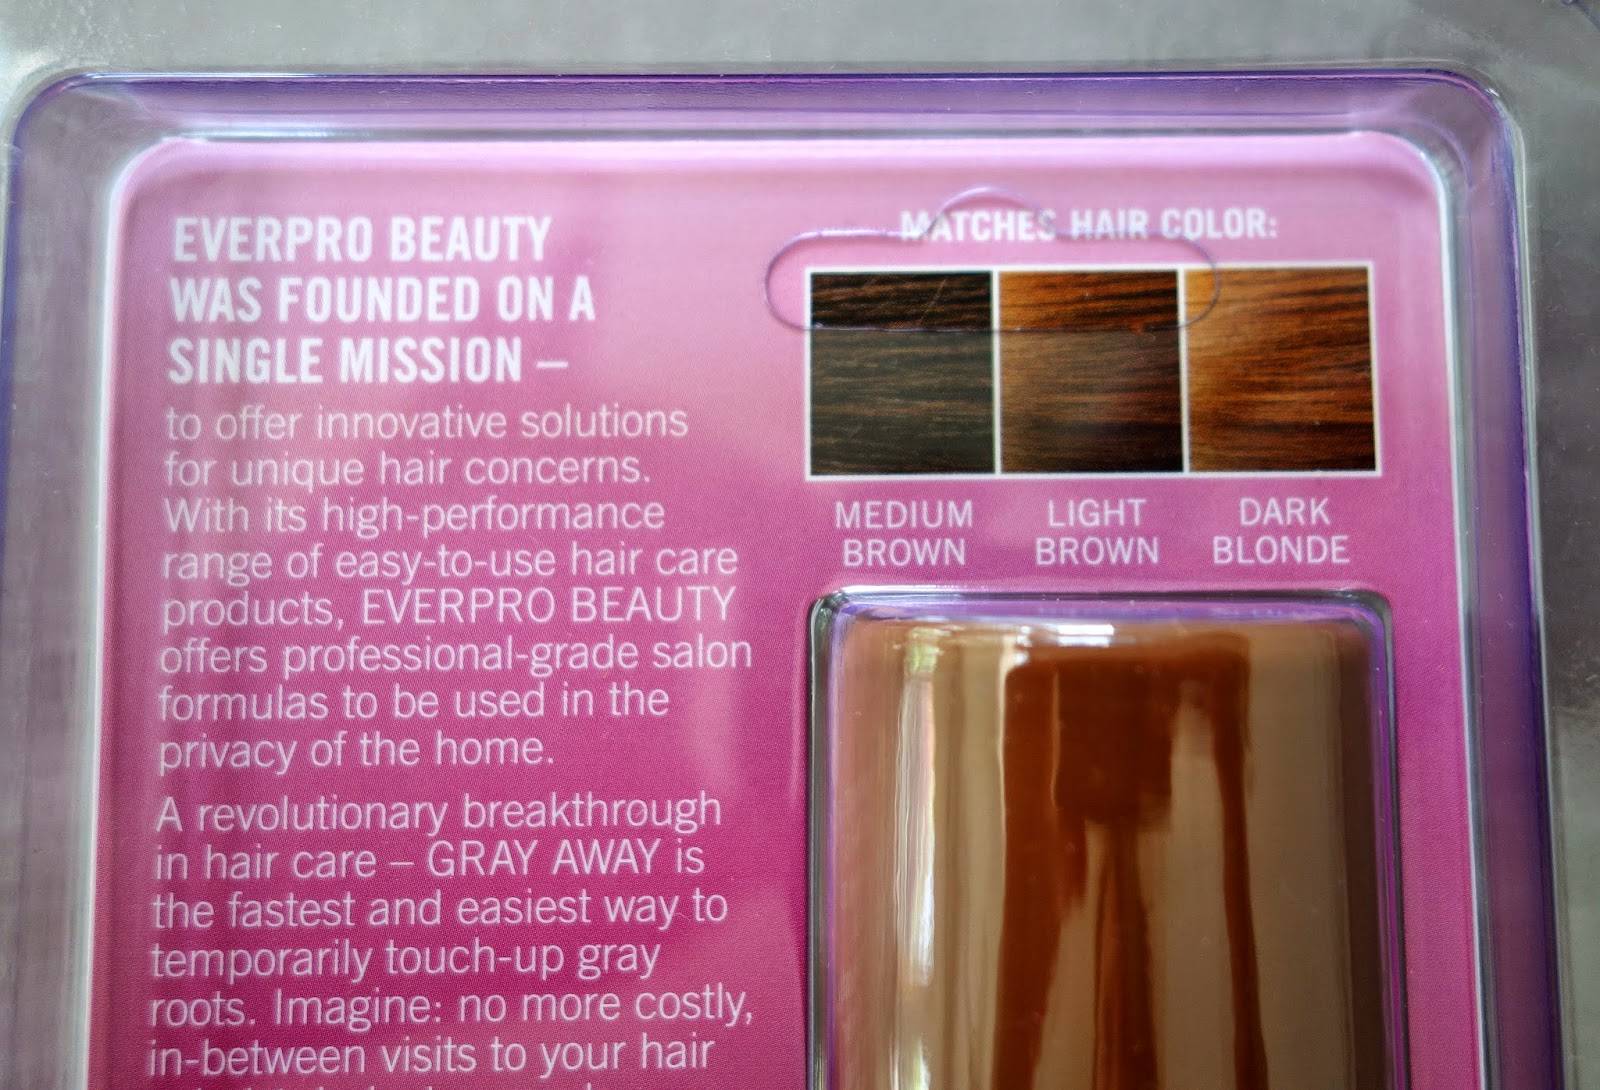 EVERPRO BEAUTY
WAS FOUNDED ON A
SINGLE MISSION –
to offer innovative solutions
for unique hair concerns.
With its high-performance
range of easy-to-use hair care
products, EVERPRO BEAUTY
offers professional-grade salon
formulas to be used in the
privacy of the home.
A revolutionary breakthrough
in hair care – GRAY AWAY is
the fastest and easiest way to
temporarily touch-up gray
roots. Imagine: no more costly,
in-between visits to your hair
MATCHES HAIR COLOR:
MEDIUM
BROWN
LIGHT
BROWN
DARK
BLONDE